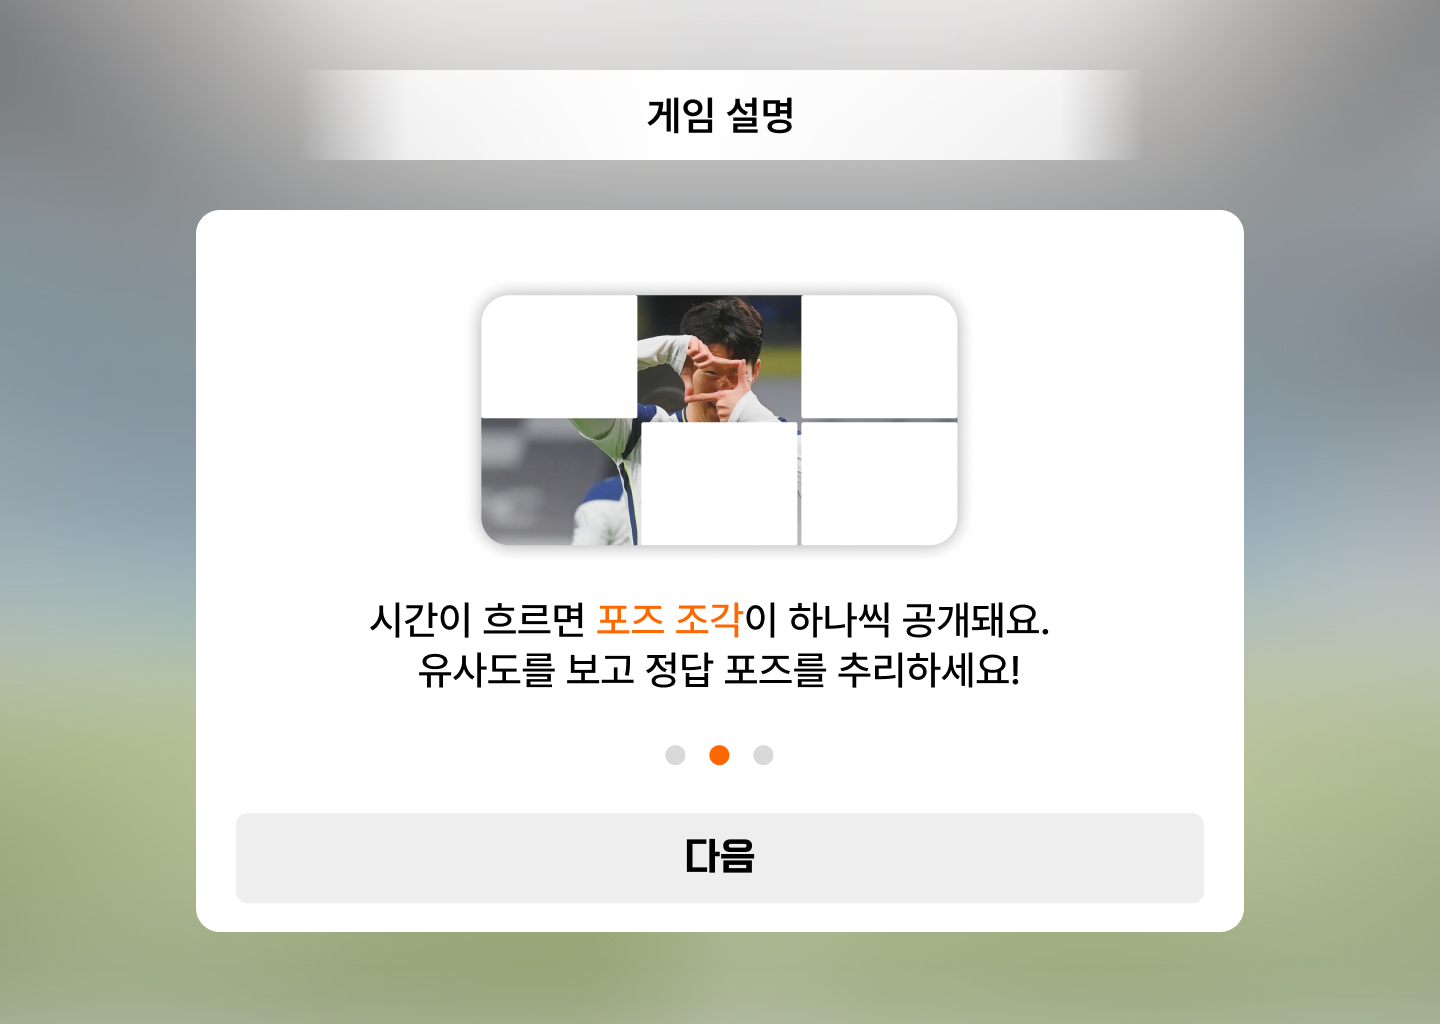 게임 설명
시간이 흐르면 포즈 조각이 하나씩 공개돼요.
유사도를 보고 정답 포즈를 추리하세요!
다음